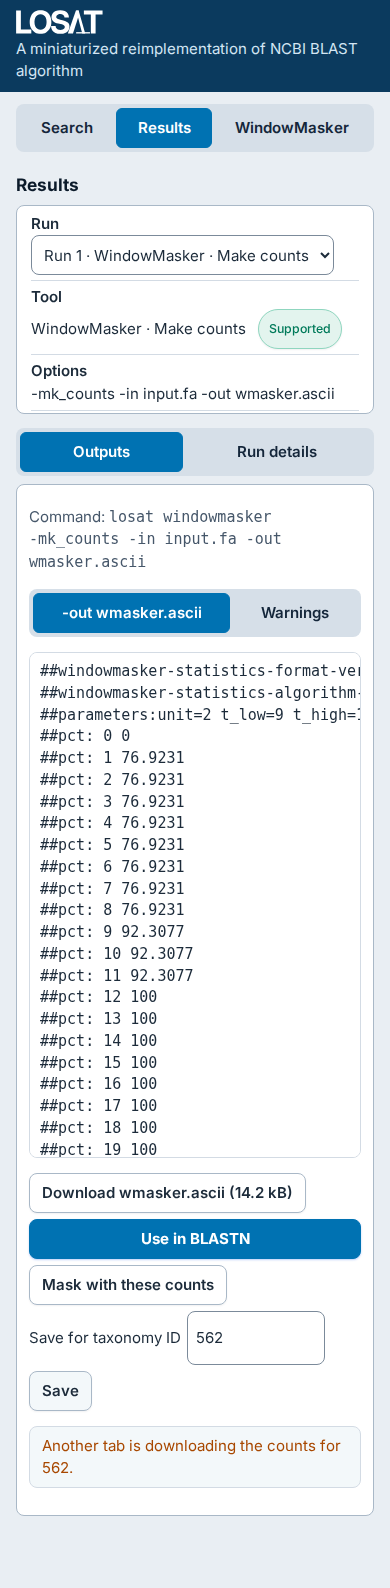 LOSAT
A miniaturized reimplementation of NCBI BLAST
algorithm
Search
Results
WindowMasker
Results
Run
Run 1 · WindowMasker · Make counts
Tool
WindowMasker · Make counts
Supported
Options
-mk_counts -in input.fa -out wmasker.ascii
Outputs
Run details
Command: losat windowmasker
-mk_counts -in input.fa -out
wmasker.ascii
-out wmasker.ascii
Warnings
##windowmasker-statistics-format-ver
##windowmasker-statistics-algorithm-
##parameters:unit=2 t_low=9 t_high=1
##pct: 0 0
##pct: 1 76.9231
##pct: 2 76.9231
##pct: 3 76.9231
##pct: 4 76.9231
##pct: 5 76.9231
##pct: 6 76.9231
##pct: 7 76.9231
##pct: 8 76.9231
##pct: 9 92.3077
##pct: 10 92.3077
##pct: 11 92.3077
##pct: 12 100
##pct: 13 100
##pct: 14 100
##pct: 15 100
##pct: 16 100
##pct: 17 100
##pct: 18 100
##pct: 19 100
Download wmasker.ascii (14.2 kB)
Use in BLASTN
Mask with these counts
Save for taxonomy ID 562
Save
Another tab is downloading the counts for
562.